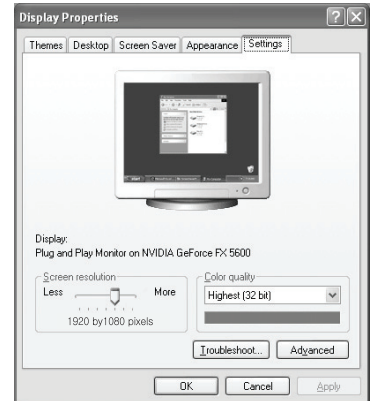 Display Properties
Themes Desktop Screen Saver Appearance Settings
Display:
Plug and Play Monitor on NVIDIA GeForce FX 5600
Screen resolution
Less More
1920 by1080 pixels
Color quality
Highest (32 bit)
Troubleshoot... Advanced
OK Cancel Apply